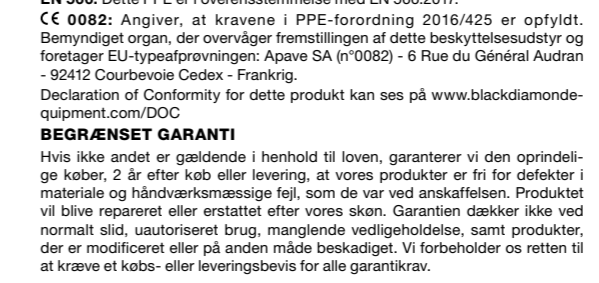 EN 566: Dette PPE er i overensstemmelse med EN 566:2017.
CE 0082: Angiver, at kravene i PPE-forordning 2016/425 er opfyldt.
Bemyndiget organ, der overvåger fremstillingen af dette beskyttelsesudstyr og
foretager EU-typeafprøvningen: Apave SA (n°0082) - 6 Rue du Général Audran
- 92412 Courbevoie Cedex - Frankrig.
Declaration of Conformity for dette produkt kan ses på www.blackdiamonde-
quipment.com/DOC
BEGRÆNSET GARANTI
Hvis ikke andet er gældende i henhold til loven, garanterer vi den oprindeli-
ge køber, 2 år efter køb eller levering, at vores produkter er fri for defekter i
materiale og håndværksmæssige fejl, som de var ved anskaffelsen. Produktet
vil blive repareret eller erstattet efter vores skøn. Garantien dækker ikke ved
normalt slid, uautoriseret brug, manglende vedligeholdelse, samt produkter,
der er modificeret eller på anden måde beskadiget. Vi forbeholder os retten til
at kræve et købs- eller leveringsbevis for alle garantikrav.